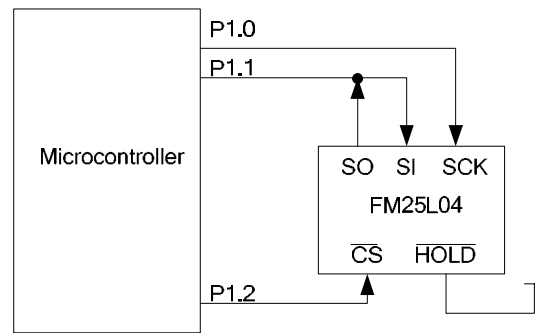 P1.0
P1.1
Microcontroller
SO SI SCK
FM25L04
CS HOLD
P1.2